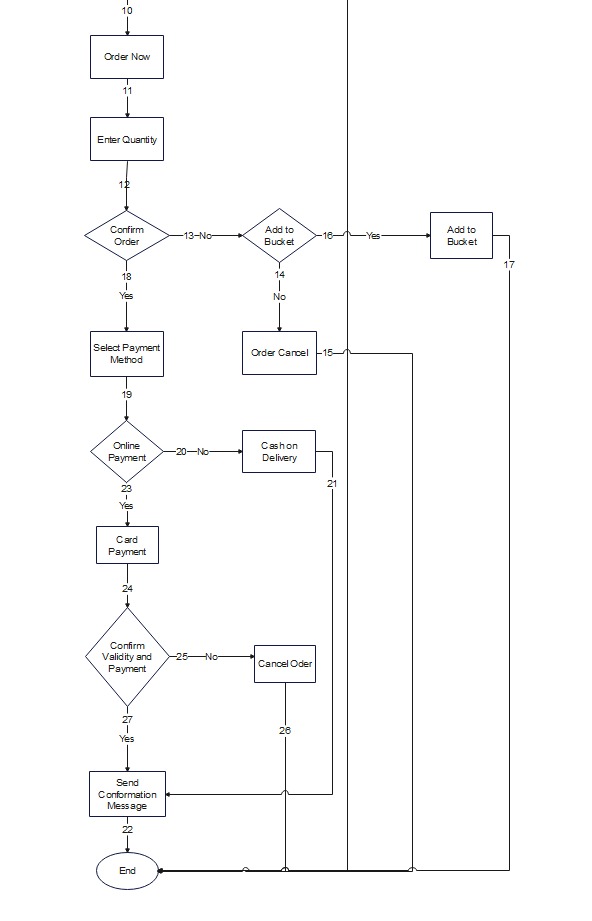 10
Order Now
11
Enter Quantity
12
Confirm
Order
13
No
Add to
Bucket
16
Yes
Add to
Bucket
17
18
Yes
14
No
Select Payment
Method
Order Cancel
15
19
Online
Payment
20
No
Cash on
Delivery
21
23
Yes
Card
Payment
24
Confirm
Validity and
Payment
25
No
Cancel Oder
26
27
Yes
Send
Conformation
Message
22
End